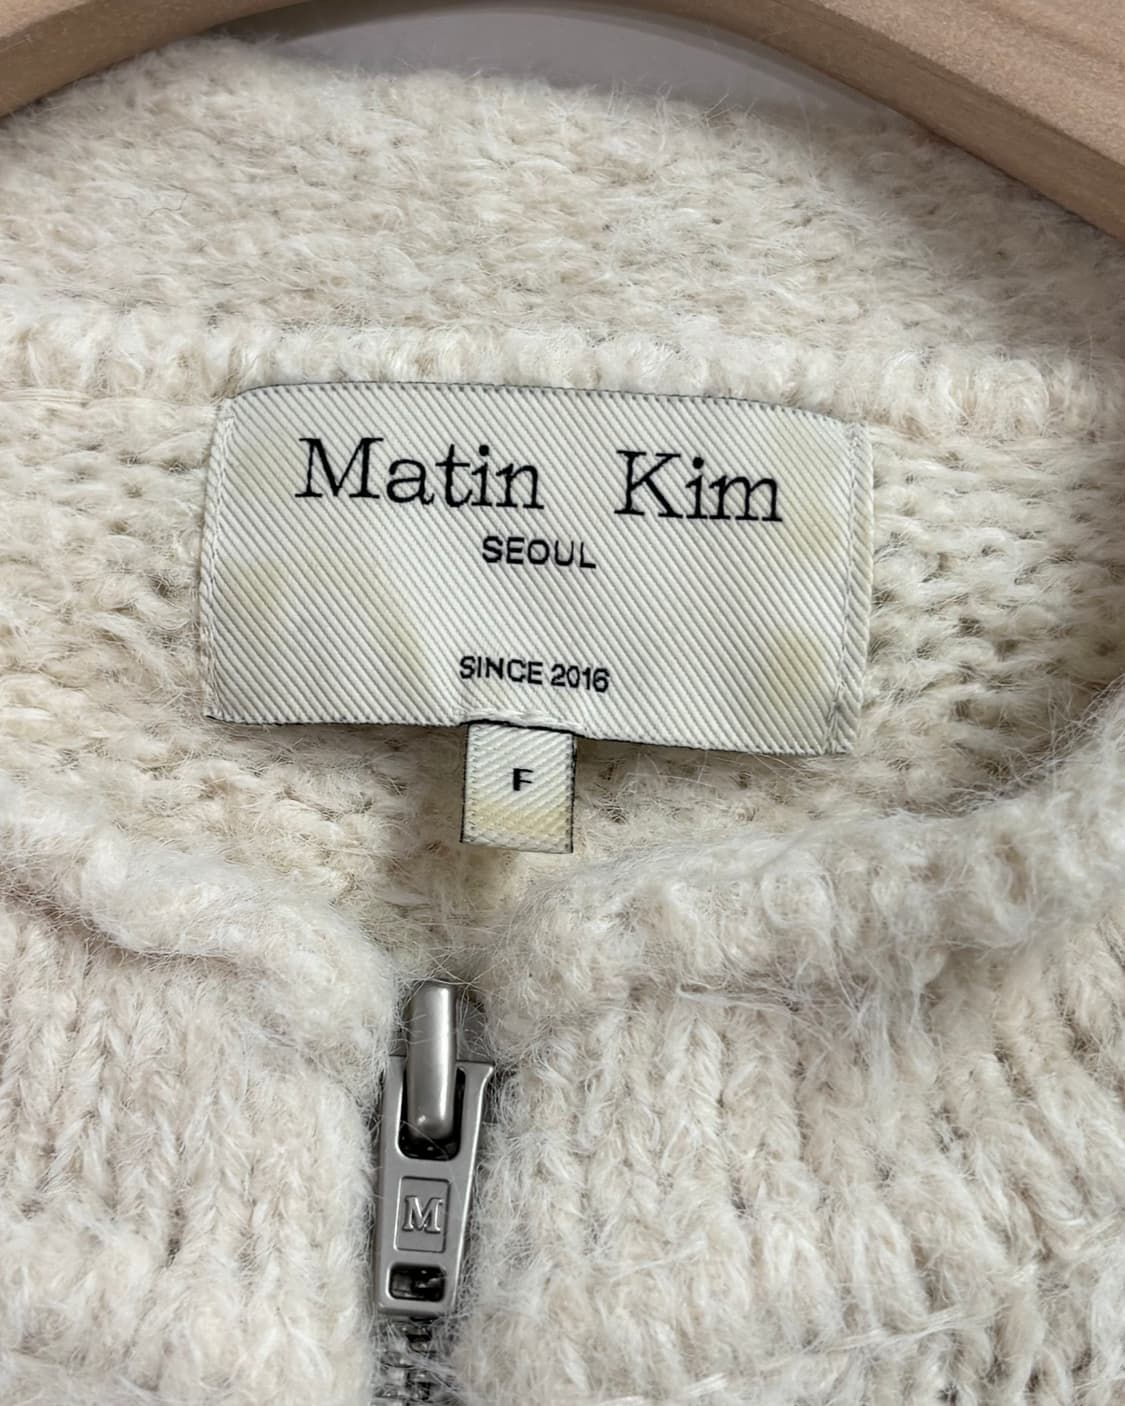 Matin Kim
SEOUL
SINCE 2016
F
M